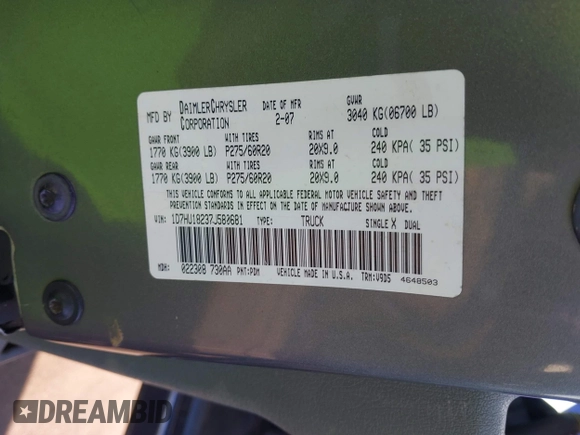 MFD BY DAIMLERCHRYSLER CORPORATION DATE OF MFR 2-07 GVWR 3040 KG(06700 LB)
GAWR FRONT WITH TIRES RIMS AT COLD
1770 KG(3900 LB) P275/60R20 20X9.0 240 KPA( 35 PSI)
GAWR REAR WITH TIRES RIMS AT COLD
1770 KG(3900 LB) P275/60R20 20X9.0 240 KPA( 35 PSI)
THIS VEHICLE CONFORMS TO ALL APPLICABLE FEDERAL MOTOR VEHICLE SAFETY AND THEFT
PREVENTION STANDARDS IN EFFECT ON THE DATE OF MANUFACTURE SHOWN ABOVE.
VIN: 1D7HU18237J580681 TYPE: TRUCK SINGLE X DUAL
MDH: 022308 730AA PNT:PDM VEHICLE MADE IN U.S.A. TRM:V9D5 4648503
DREAMBID